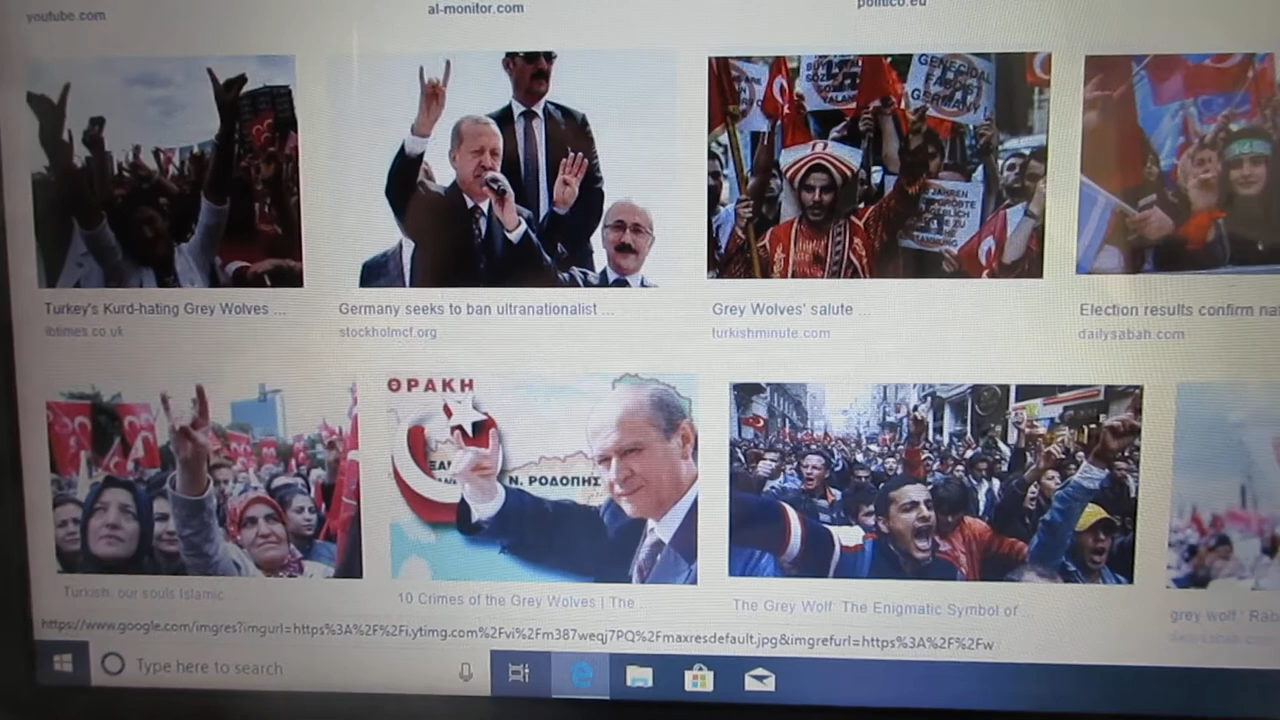 youtube.com
al-monitor.com
politico.eu
GENECIDAL
FASCIST
GERMANY !
Turkey's Kurd-hating Grey Wolves ...
ibtimes.co.uk
Germany seeks to ban ultranationalist ...
stockholmcf.org
Grey Wolves' salute ...
turkishminute.com
Election results confirm na
dailysabah.com
ΘΡΑΚΗ
Ν. ΡΟΔΟΠΗΣ
Turkish, our souls Islamic ...
10 Crimes of the Grey Wolves | The ...
The Grey Wolf The Enigmatic Symbol of ...
grey wolf ' Rab
dailysabah.com
https://www.google.com/imgres?imgurl=https%3A%2F%2Fi.ytimg.com%2Fvi%2Fm387weqj7PQ%2Fmaxresdefault.jpg&imgrefurl=https%3A%2F%2Fw
Type here to search